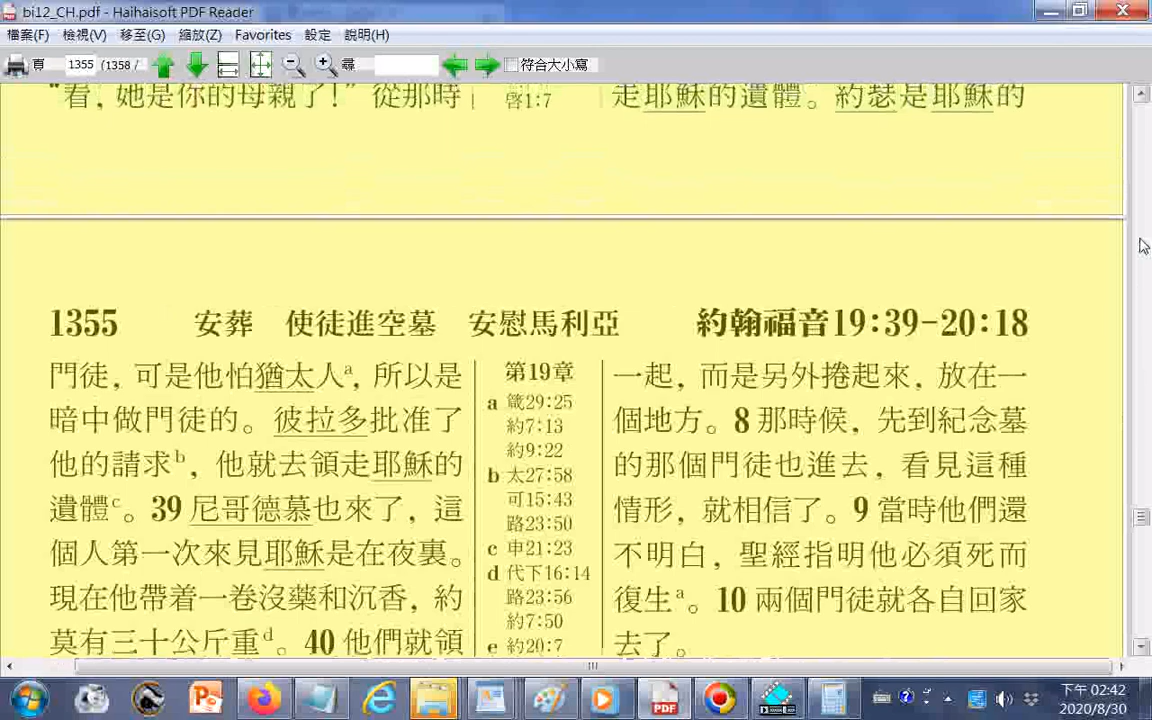 bi12_CH.pdf - Haihaisoft PDF Reader
檔案(F) 檢視(V) 移至(G) 縮放(Z) Favorites 設定 說明(H)
頁 1355 (1358 / 尋 符合大小寫
“看，她是你的母親了！”從那時
啓1:7
走耶穌的遺體。約瑟是耶穌的
1355 安葬 使徒進空墓 安慰馬利亞 約翰福音19:39–20:18
門徒，可是他怕猶太人a，所以是
暗中做門徒的。彼拉多批准了
他的請求b，他就去領走耶穌的
遺體c。39 尼哥德慕也來了，這
個人第一次來見耶穌是在夜裏。
現在他帶着一卷沒藥和沉香，約
莫有三十公斤重d。40 他們就領
第19章
a 箴29:25
約7:13
約9:22
b 太27:58
可15:43
路23:50
c 申21:23
d 代下16:14
路23:56
約7:50
e 約20:7
一起，而是另外捲起來，放在一
個地方。8 那時候，先到紀念墓
的那個門徒也進去，看見這種
情形，就相信了。9 當時他們還
不明白，聖經指明他必須死而
復生a。10 兩個門徒就各自回家
去了。
下午 02:42
2020/8/30